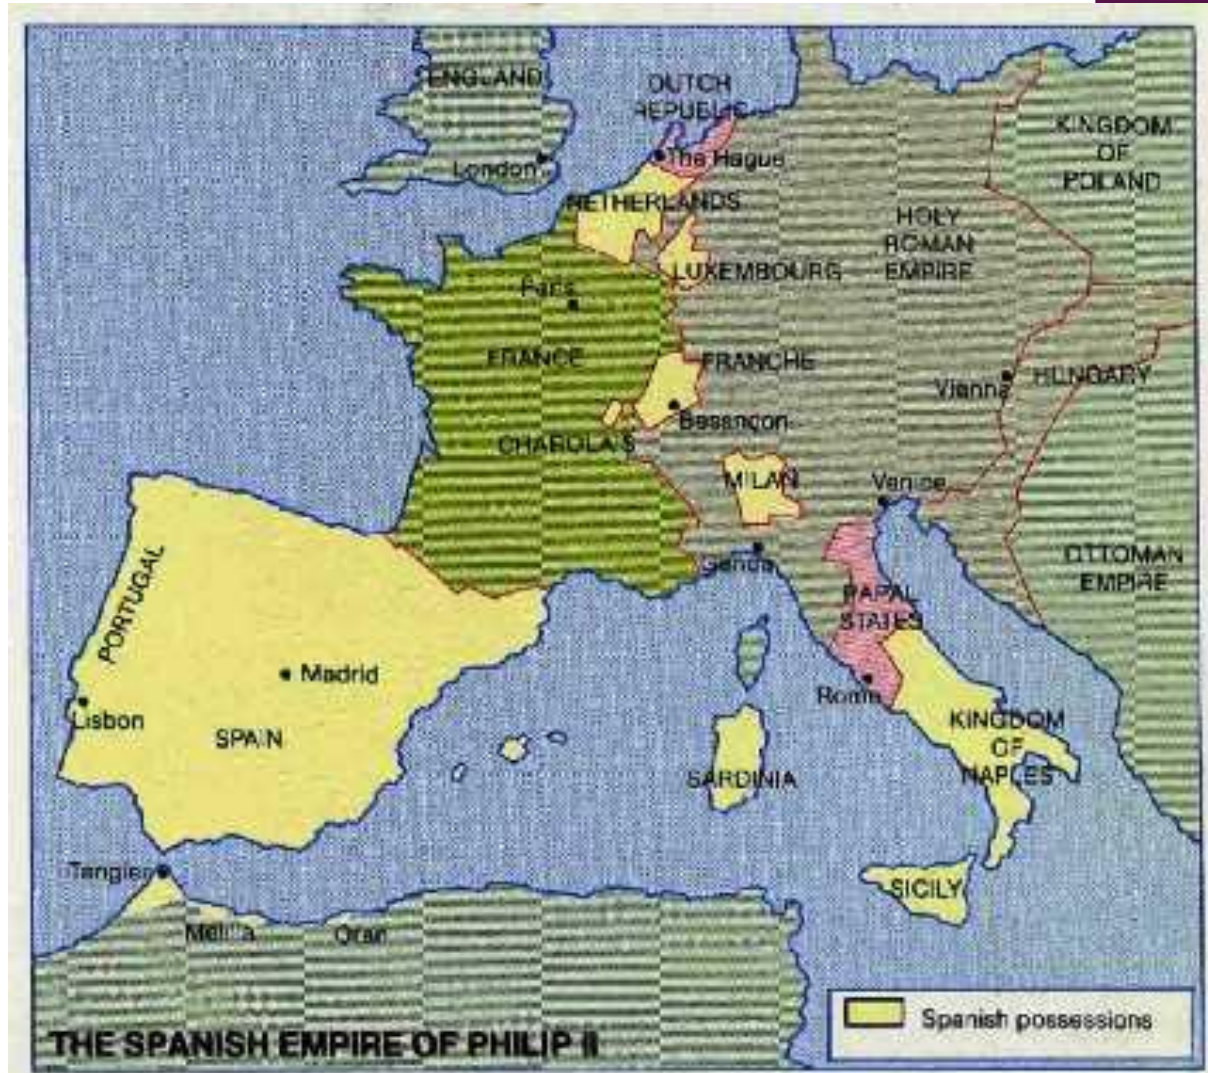 ENGLAND
London
DUTCH
REPUBLIC
The Hague
NETHERLANDS
LUXEMBOURG
HOLY
ROMAN
EMPIRE
KINGDOM
OF
POLAND
Paris
FRANCE
FRANCHE
Besançon
CHAROLAIS
Vienna
HUNGARY
MILAN
Venice
Genoa
PAPAL
STATES
OTTOMAN
EMPIRE
PORTUGAL
Madrid
Lisbon
SPAIN
Rome
KINGDOM
OF
NAPLES
SARDINIA
SICILY
Tangier
Melilla
Oran
THE SPANISH EMPIRE OF PHILIP II
Spanish possessions